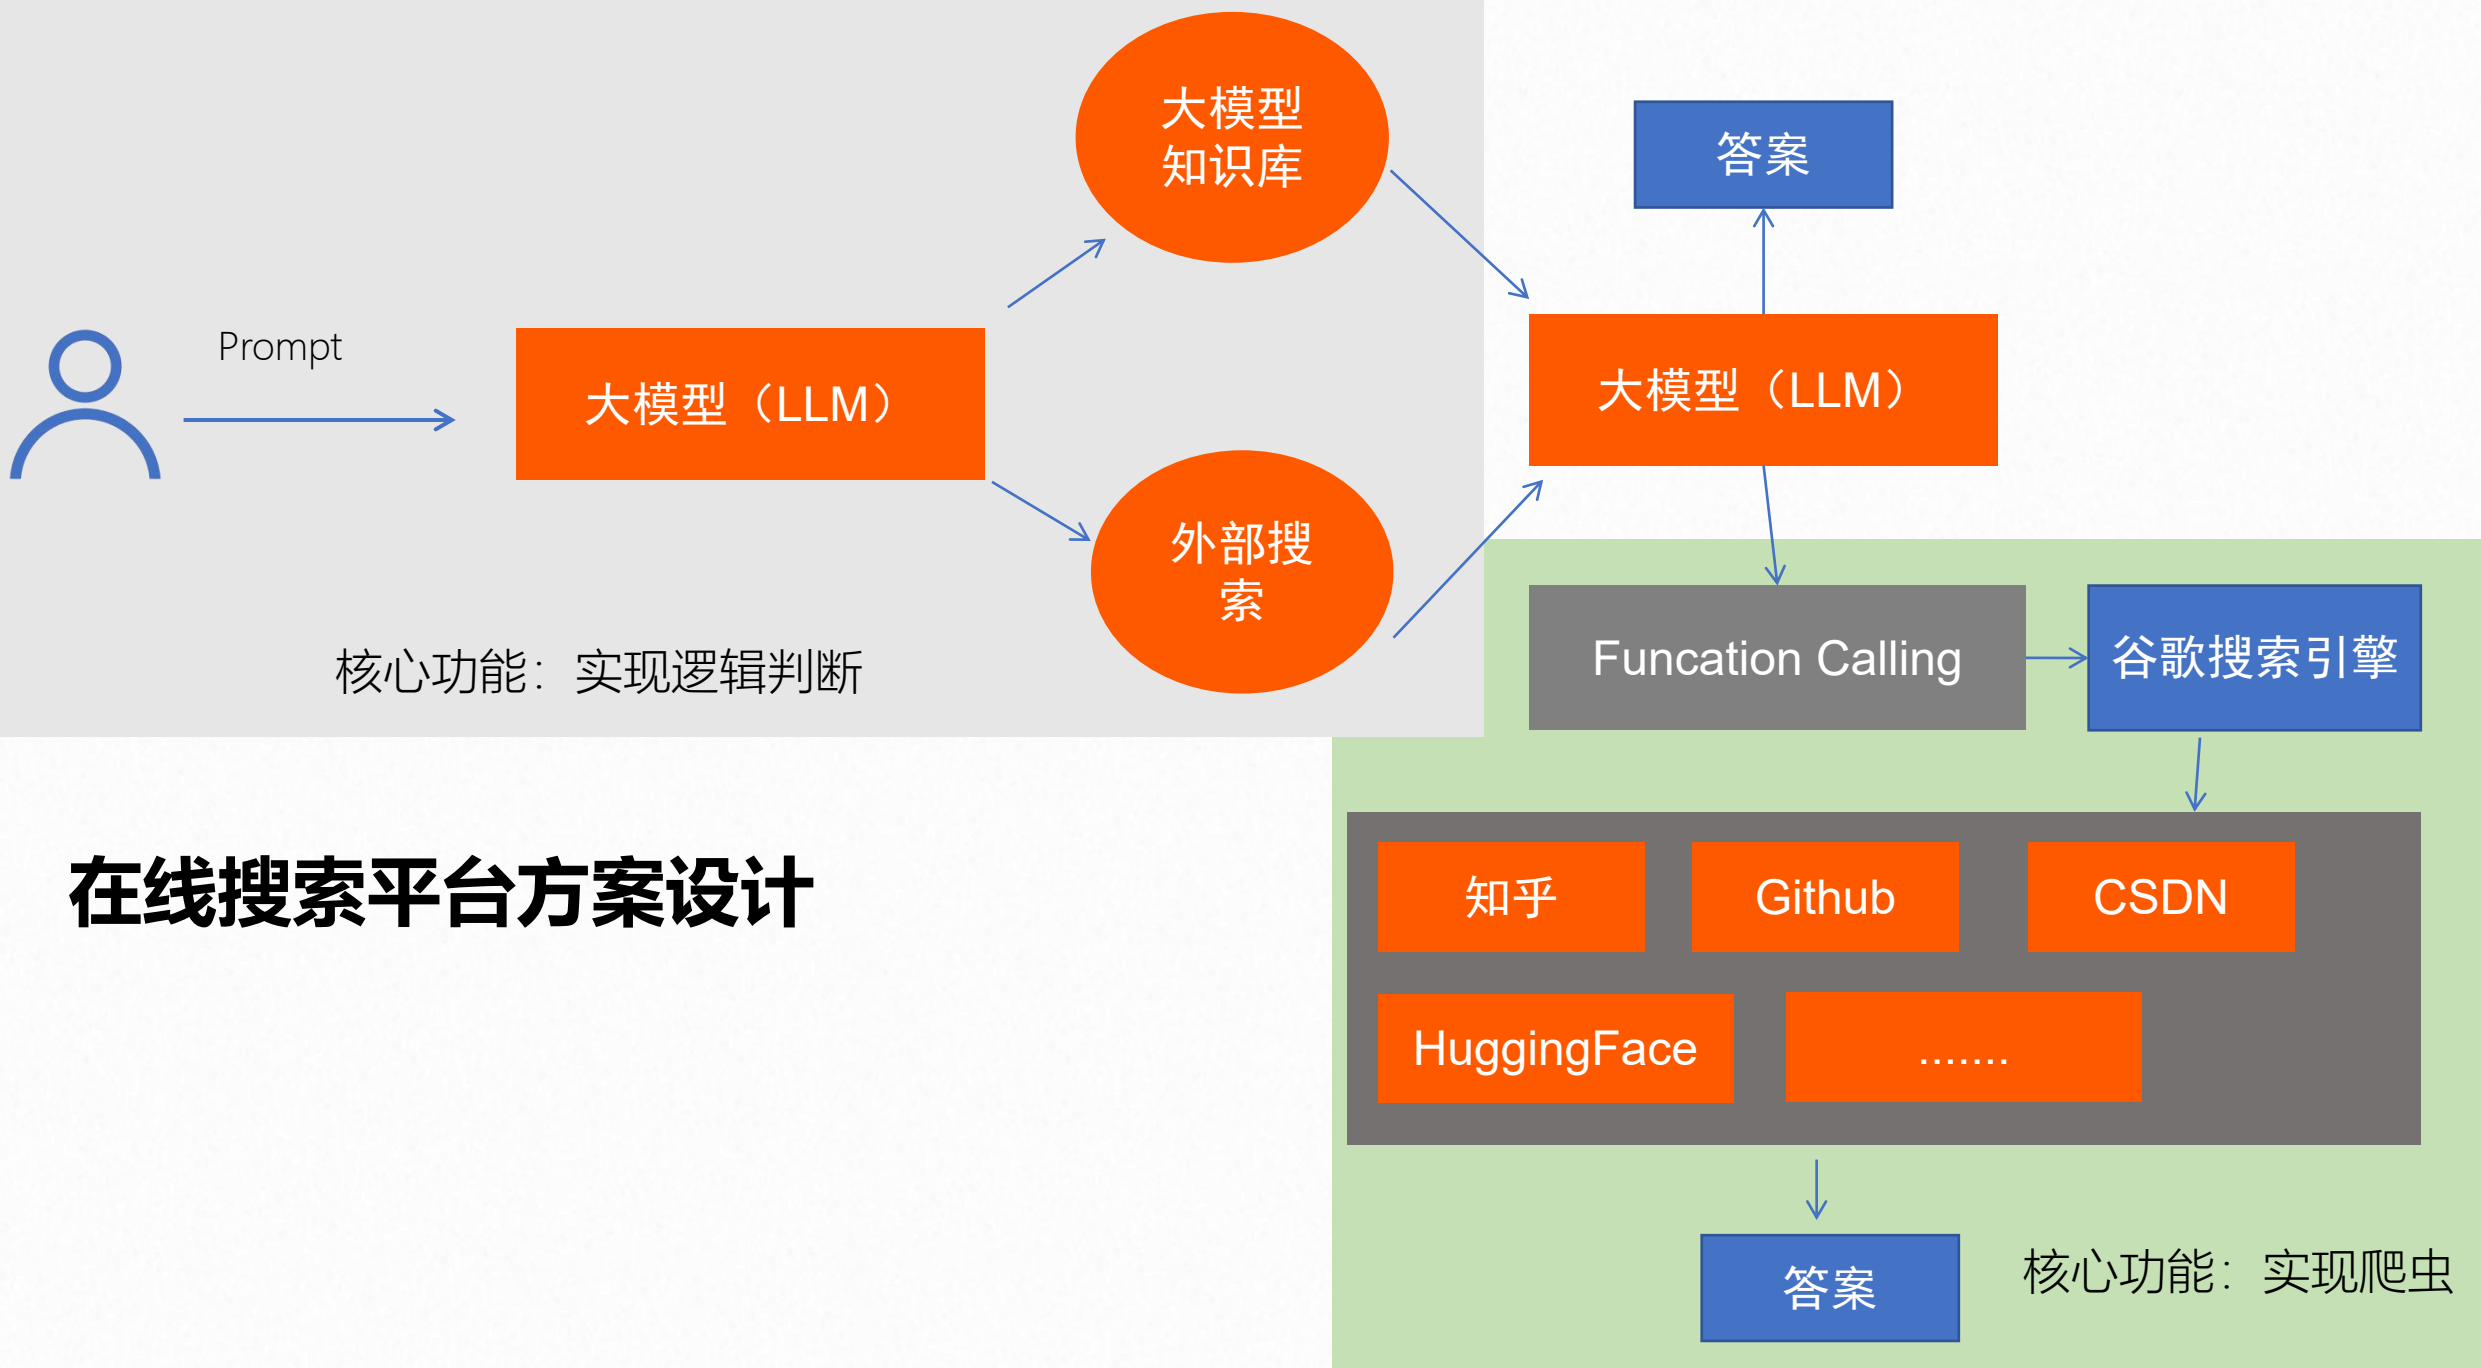 大模型
知识库
答案
Prompt
大模型（LLM）
大模型（LLM）
外部搜
索
核心功能：实现逻辑判断
Funcation Calling
谷歌搜索引擎
在线搜索平台方案设计
知乎
Github
CSDN
HuggingFace
.......
答案
核心功能：实现爬虫